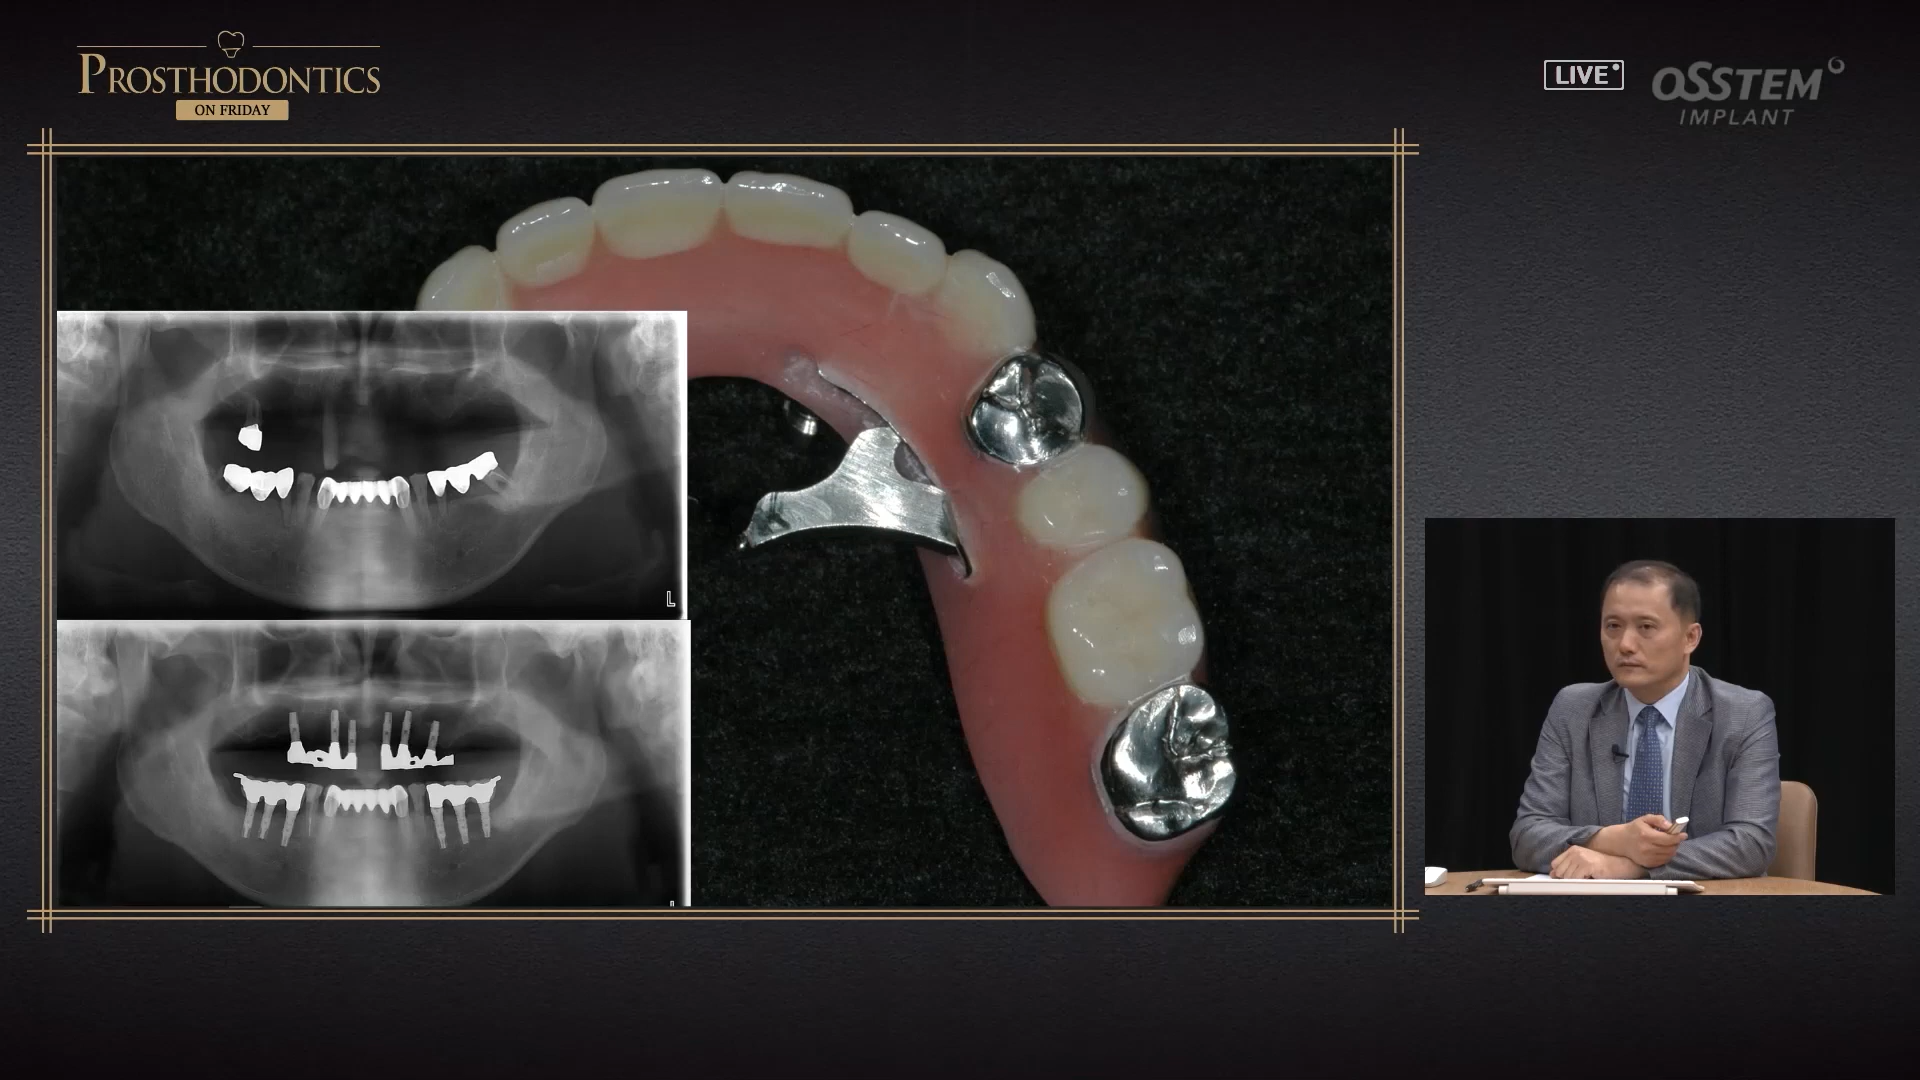 PROSTHODONTICS
ON FRIDAY
LIVE
OSSTEM
IMPLANT
L